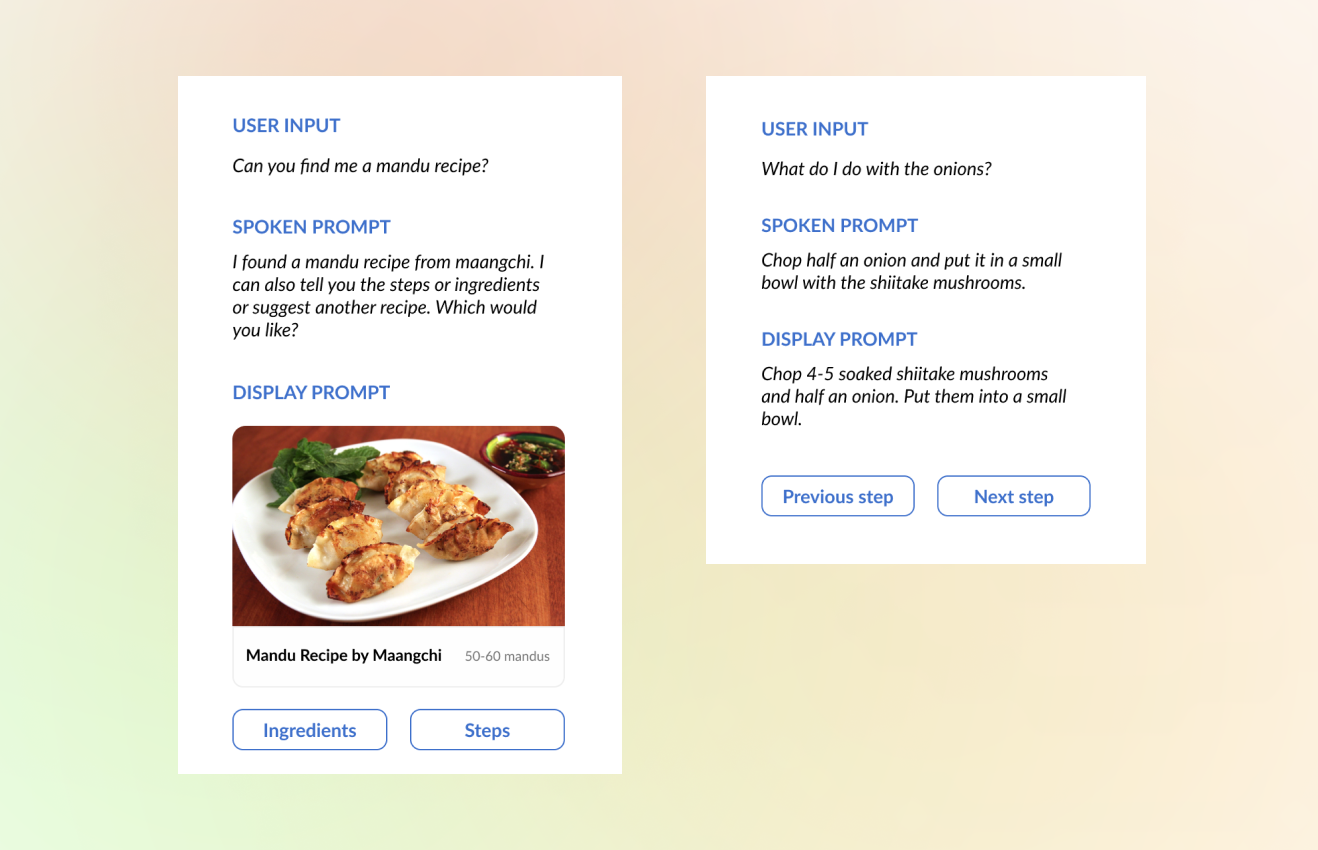 USER INPUT
Can you find me a mandu recipe?
SPOKEN PROMPT
I found a mandu recipe from maangchi. I
can also tell you the steps or ingredients
or suggest another recipe. Which would
you like?
DISPLAY PROMPT
Mandu Recipe by Maangchi 50-60 mandus
Ingredients Steps
USER INPUT
What do I do with the onions?
SPOKEN PROMPT
Chop half an onion and put it in a small
bowl with the shiitake mushrooms.
DISPLAY PROMPT
Chop 4-5 soaked shiitake mushrooms
and half an onion. Put them into a small
bowl.
Previous step Next step